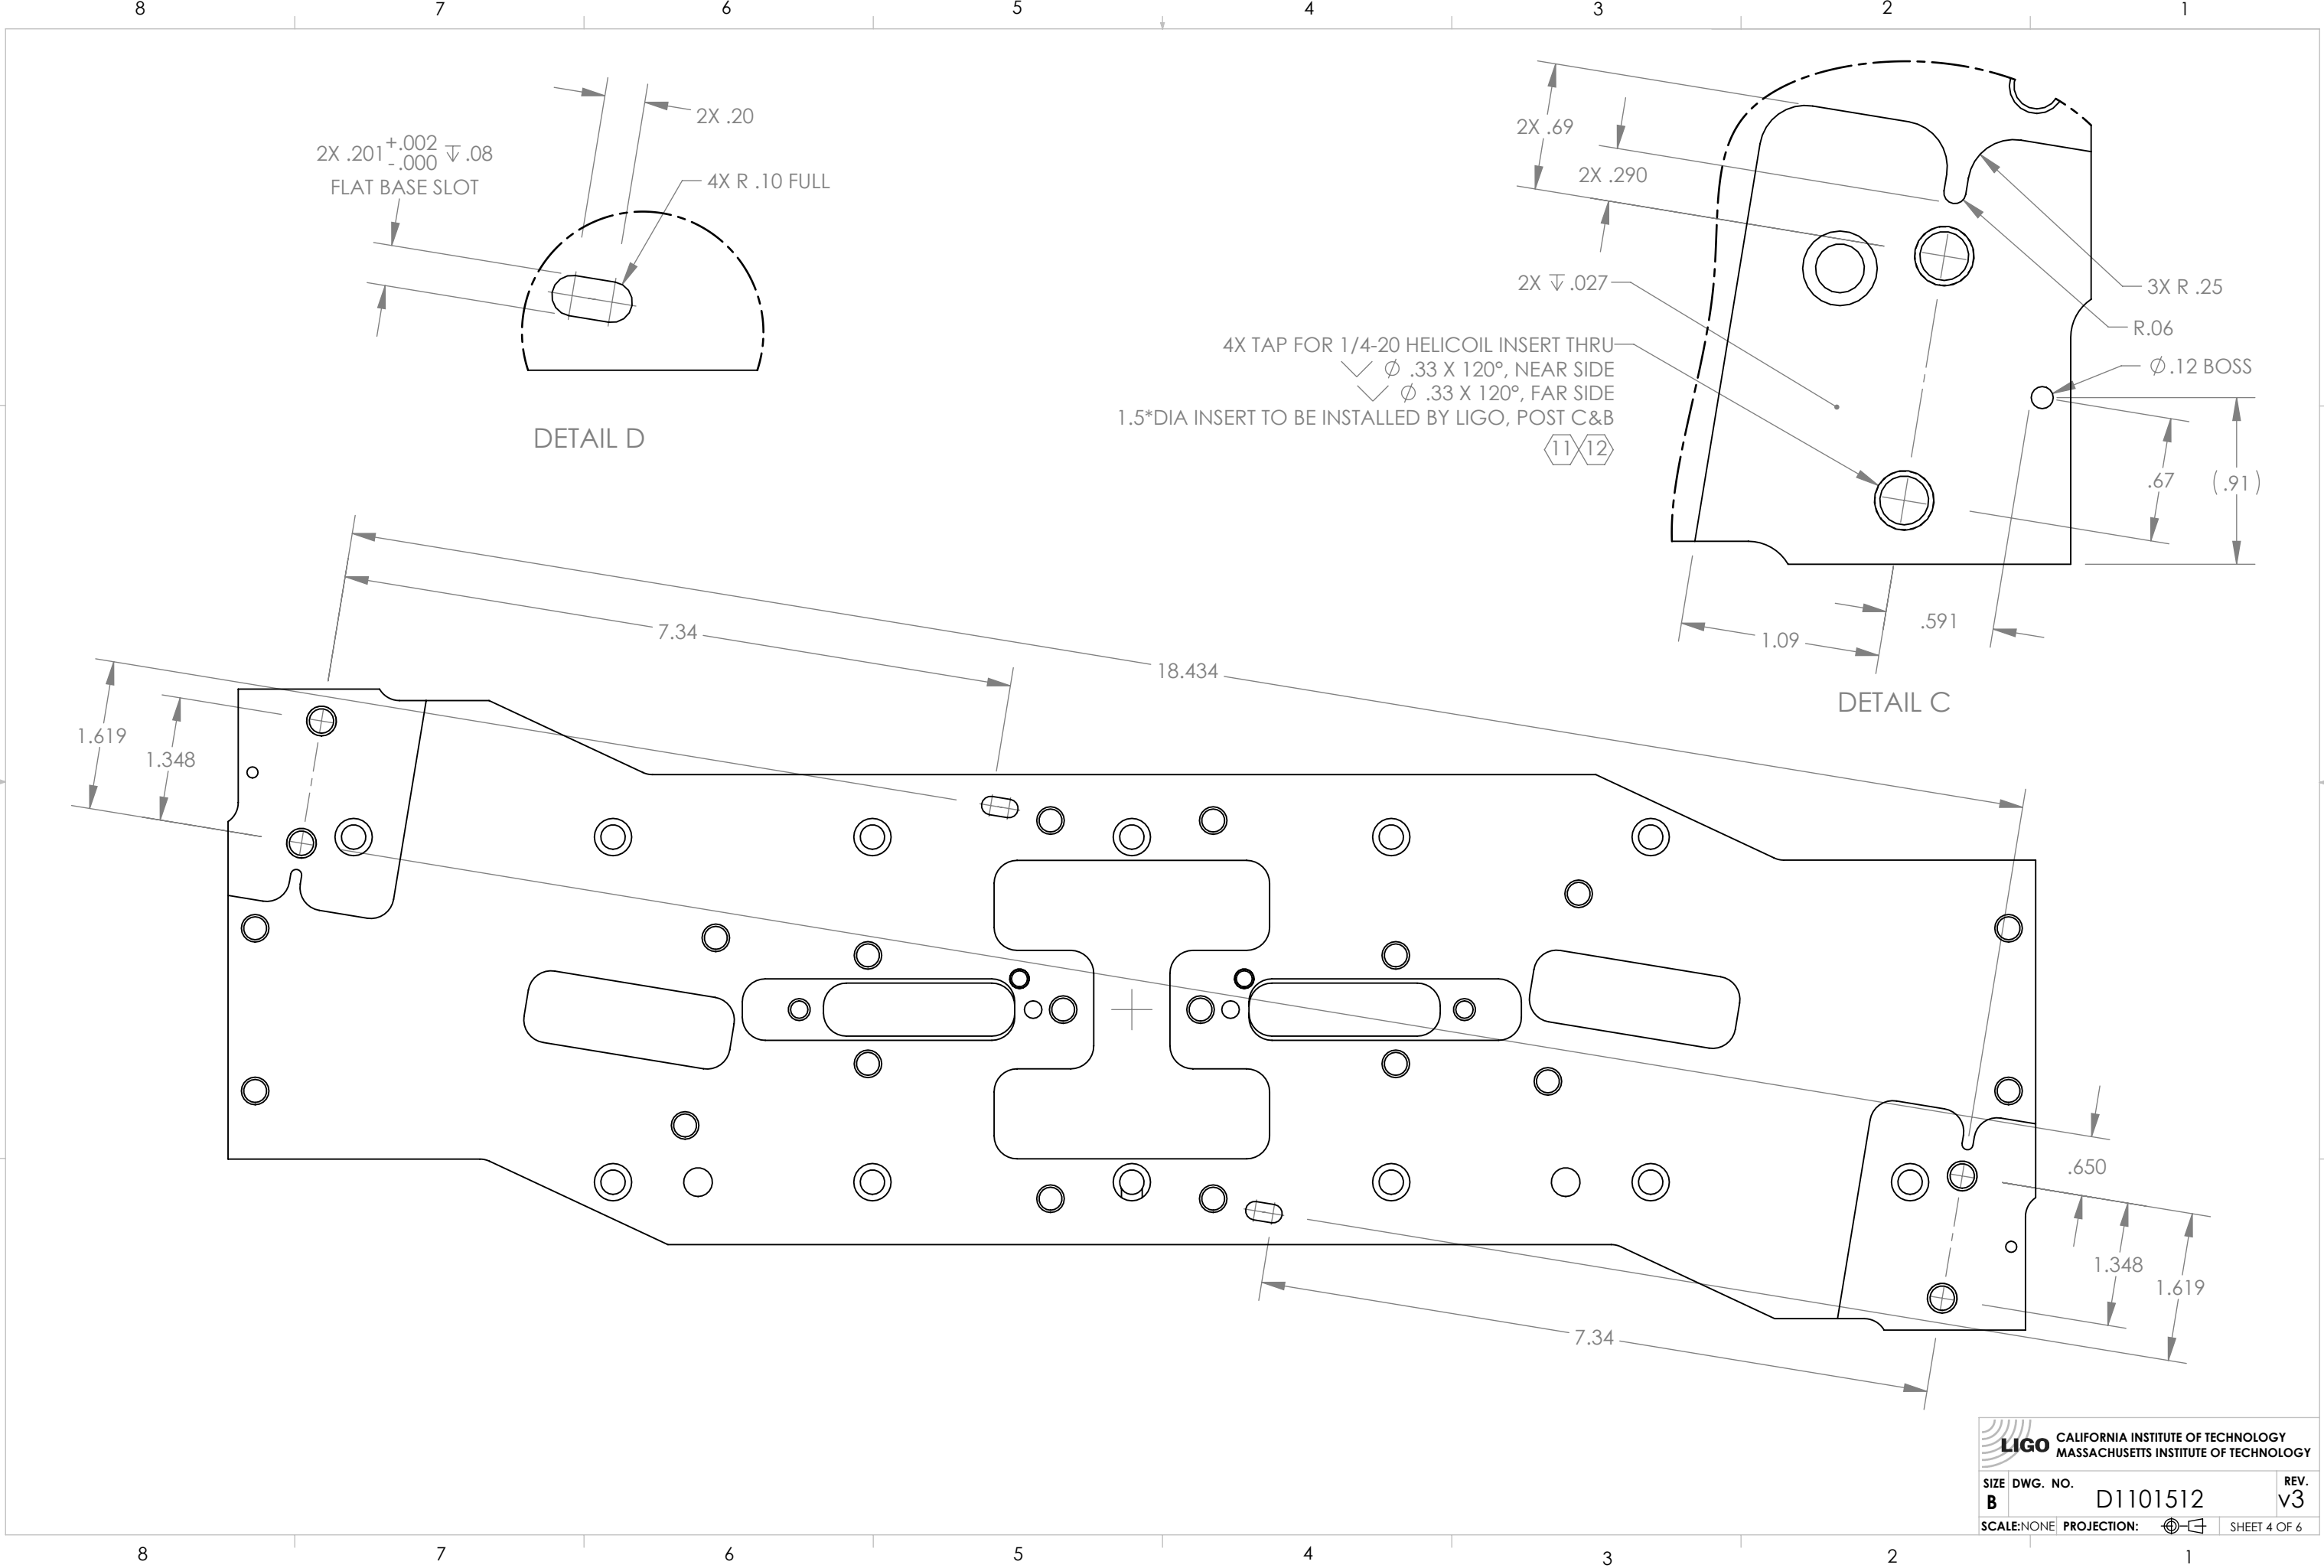 8 7 6 5 4 3 2 1
2X .20
2X .201 +.002 -.000 ↧ .08
FLAT BASE SLOT
4X R .10 FULL
DETAIL D
2X .69
2X .290
2X ↧ .027
4X TAP FOR 1/4-20 HELICOIL INSERT THRU
⌵ ∅ .33 X 120°, NEAR SIDE
⌵ ∅ .33 X 120°, FAR SIDE
1.5*DIA INSERT TO BE INSTALLED BY LIGO, POST C&B
11 12
3X R .25
R.06
∅.12 BOSS
.67
(.91)
.591
1.09
DETAIL C
7.34
18.434
1.619
1.348
.650
1.348
1.619
7.34
LIGO
CALIFORNIA INSTITUTE OF TECHNOLOGY
MASSACHUSETTS INSTITUTE OF TECHNOLOGY
SIZE DWG. NO. REV.
B D1101512 v3
SCALE:NONE PROJECTION: SHEET 4 OF 6
8 7 6 5 4 3 2 1